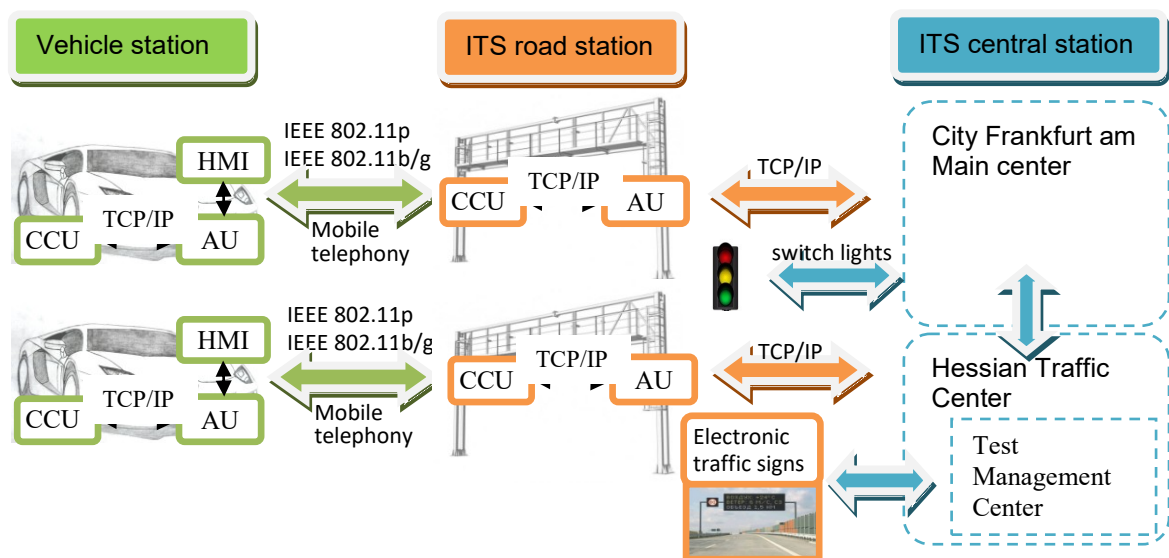 Vehicle station
ITS road station
ITS central station
IEEE 802.11p
IEEE 802.11b/g
HMI
TCP/IP
CCU
AU
Mobile
telephony
TCP/IP
CCU
AU
TCP/IP
switch lights
City Frankfurt am
Main center
IEEE 802.11p
IEEE 802.11b/g
HMI
TCP/IP
CCU
AU
Mobile
telephony
TCP/IP
CCU
AU
TCP/IP
Electronic
traffic signs
Hessian Traffic
Center
Test
Management
Center